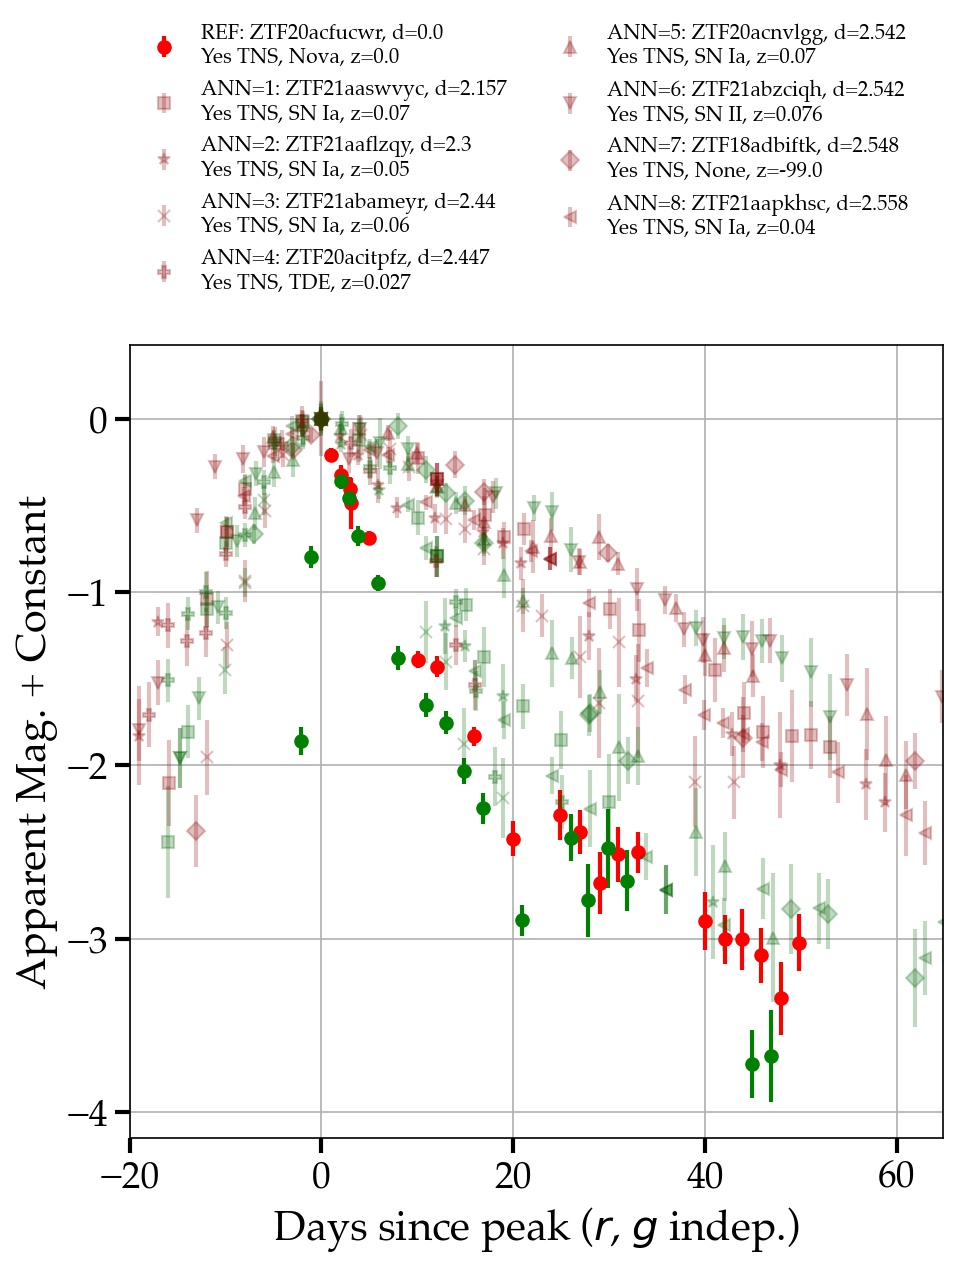 REF: ZTF20acfucwr, d=0.0
Yes TNS, Nova, z=0.0
ANN=1: ZTF21aaswvyc, d=2.157
Yes TNS, SN Ia, z=0.07
ANN=2: ZTF21aaflzqy, d=2.3
Yes TNS, SN Ia, z=0.05
ANN=3: ZTF21abameyr, d=2.44
Yes TNS, SN Ia, z=0.06
ANN=4: ZTF20acitpfz, d=2.447
Yes TNS, TDE, z=0.027
ANN=5: ZTF20acnvlgg, d=2.542
Yes TNS, SN Ia, z=0.07
ANN=6: ZTF21abzciqh, d=2.542
Yes TNS, SN II, z=0.076
ANN=7: ZTF18adbiftk, d=2.548
Yes TNS, None, z=-99.0
ANN=8: ZTF21aapkhsc, d=2.558
Yes TNS, SN Ia, z=0.04
Apparent Mag. + Constant
0
−1
−2
−3
−4
−20 0 20 40 60
Days since peak (r, g indep.)